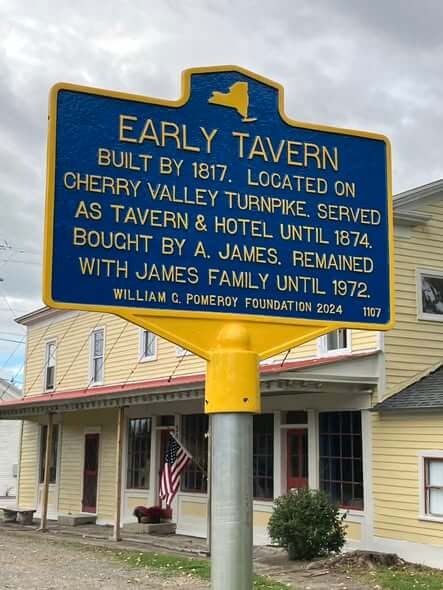 EARLY TAVERN
BUILT BY 1817. LOCATED ON
CHERRY VALLEY TURNPIKE. SERVED
AS TAVERN & HOTEL UNTIL 1874.
BOUGHT BY A. JAMES. REMAINED
WITH JAMES FAMILY UNTIL 1972.
WILLIAM G. POMEROY FOUNDATION 2024 1107